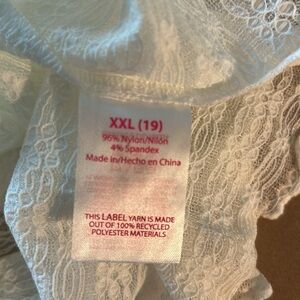 XXL (19)
96% Nylon/Nilón
4% Spandex
Made in/Hecho en China
THIS LABEL YARN IS MADE
OUT OF 100% RECYCLED
POLYESTER MATERIALS